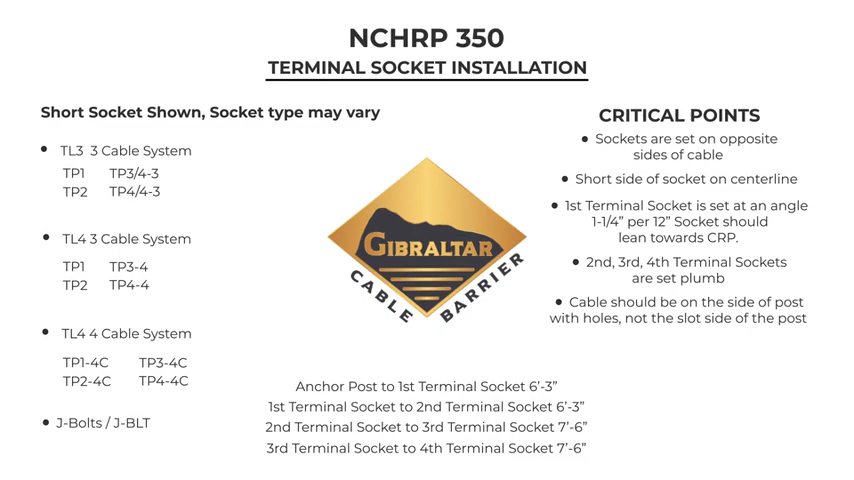 NCHRP 350
TERMINAL SOCKET INSTALLATION
Short Socket Shown, Socket type may vary
• TL3 3 Cable System
TP1 TP3/4-3
TP2 TP4/4-3
• TL4 3 Cable System
TP1 TP3-4
TP2 TP4-4
• TL4 4 Cable System
TP1-4C TP3-4C
TP2-4C TP4-4C
• J-Bolts / J-BLT
GIBRALTAR
CABLE BARRIER
CRITICAL POINTS
• Sockets are set on opposite
sides of cable
• Short side of socket on centerline
• 1st Terminal Socket is set at an angle
1-1/4” per 12” Socket should
lean towards CRP.
• 2nd, 3rd, 4th Terminal Sockets
are set plumb
• Cable should be on the side of post
with holes, not the slot side of the post
Anchor Post to 1st Terminal Socket 6’-3”
1st Terminal Socket to 2nd Terminal Socket 6’-3”
2nd Terminal Socket to 3rd Terminal Socket 7’-6”
3rd Terminal Socket to 4th Terminal Socket 7’-6”